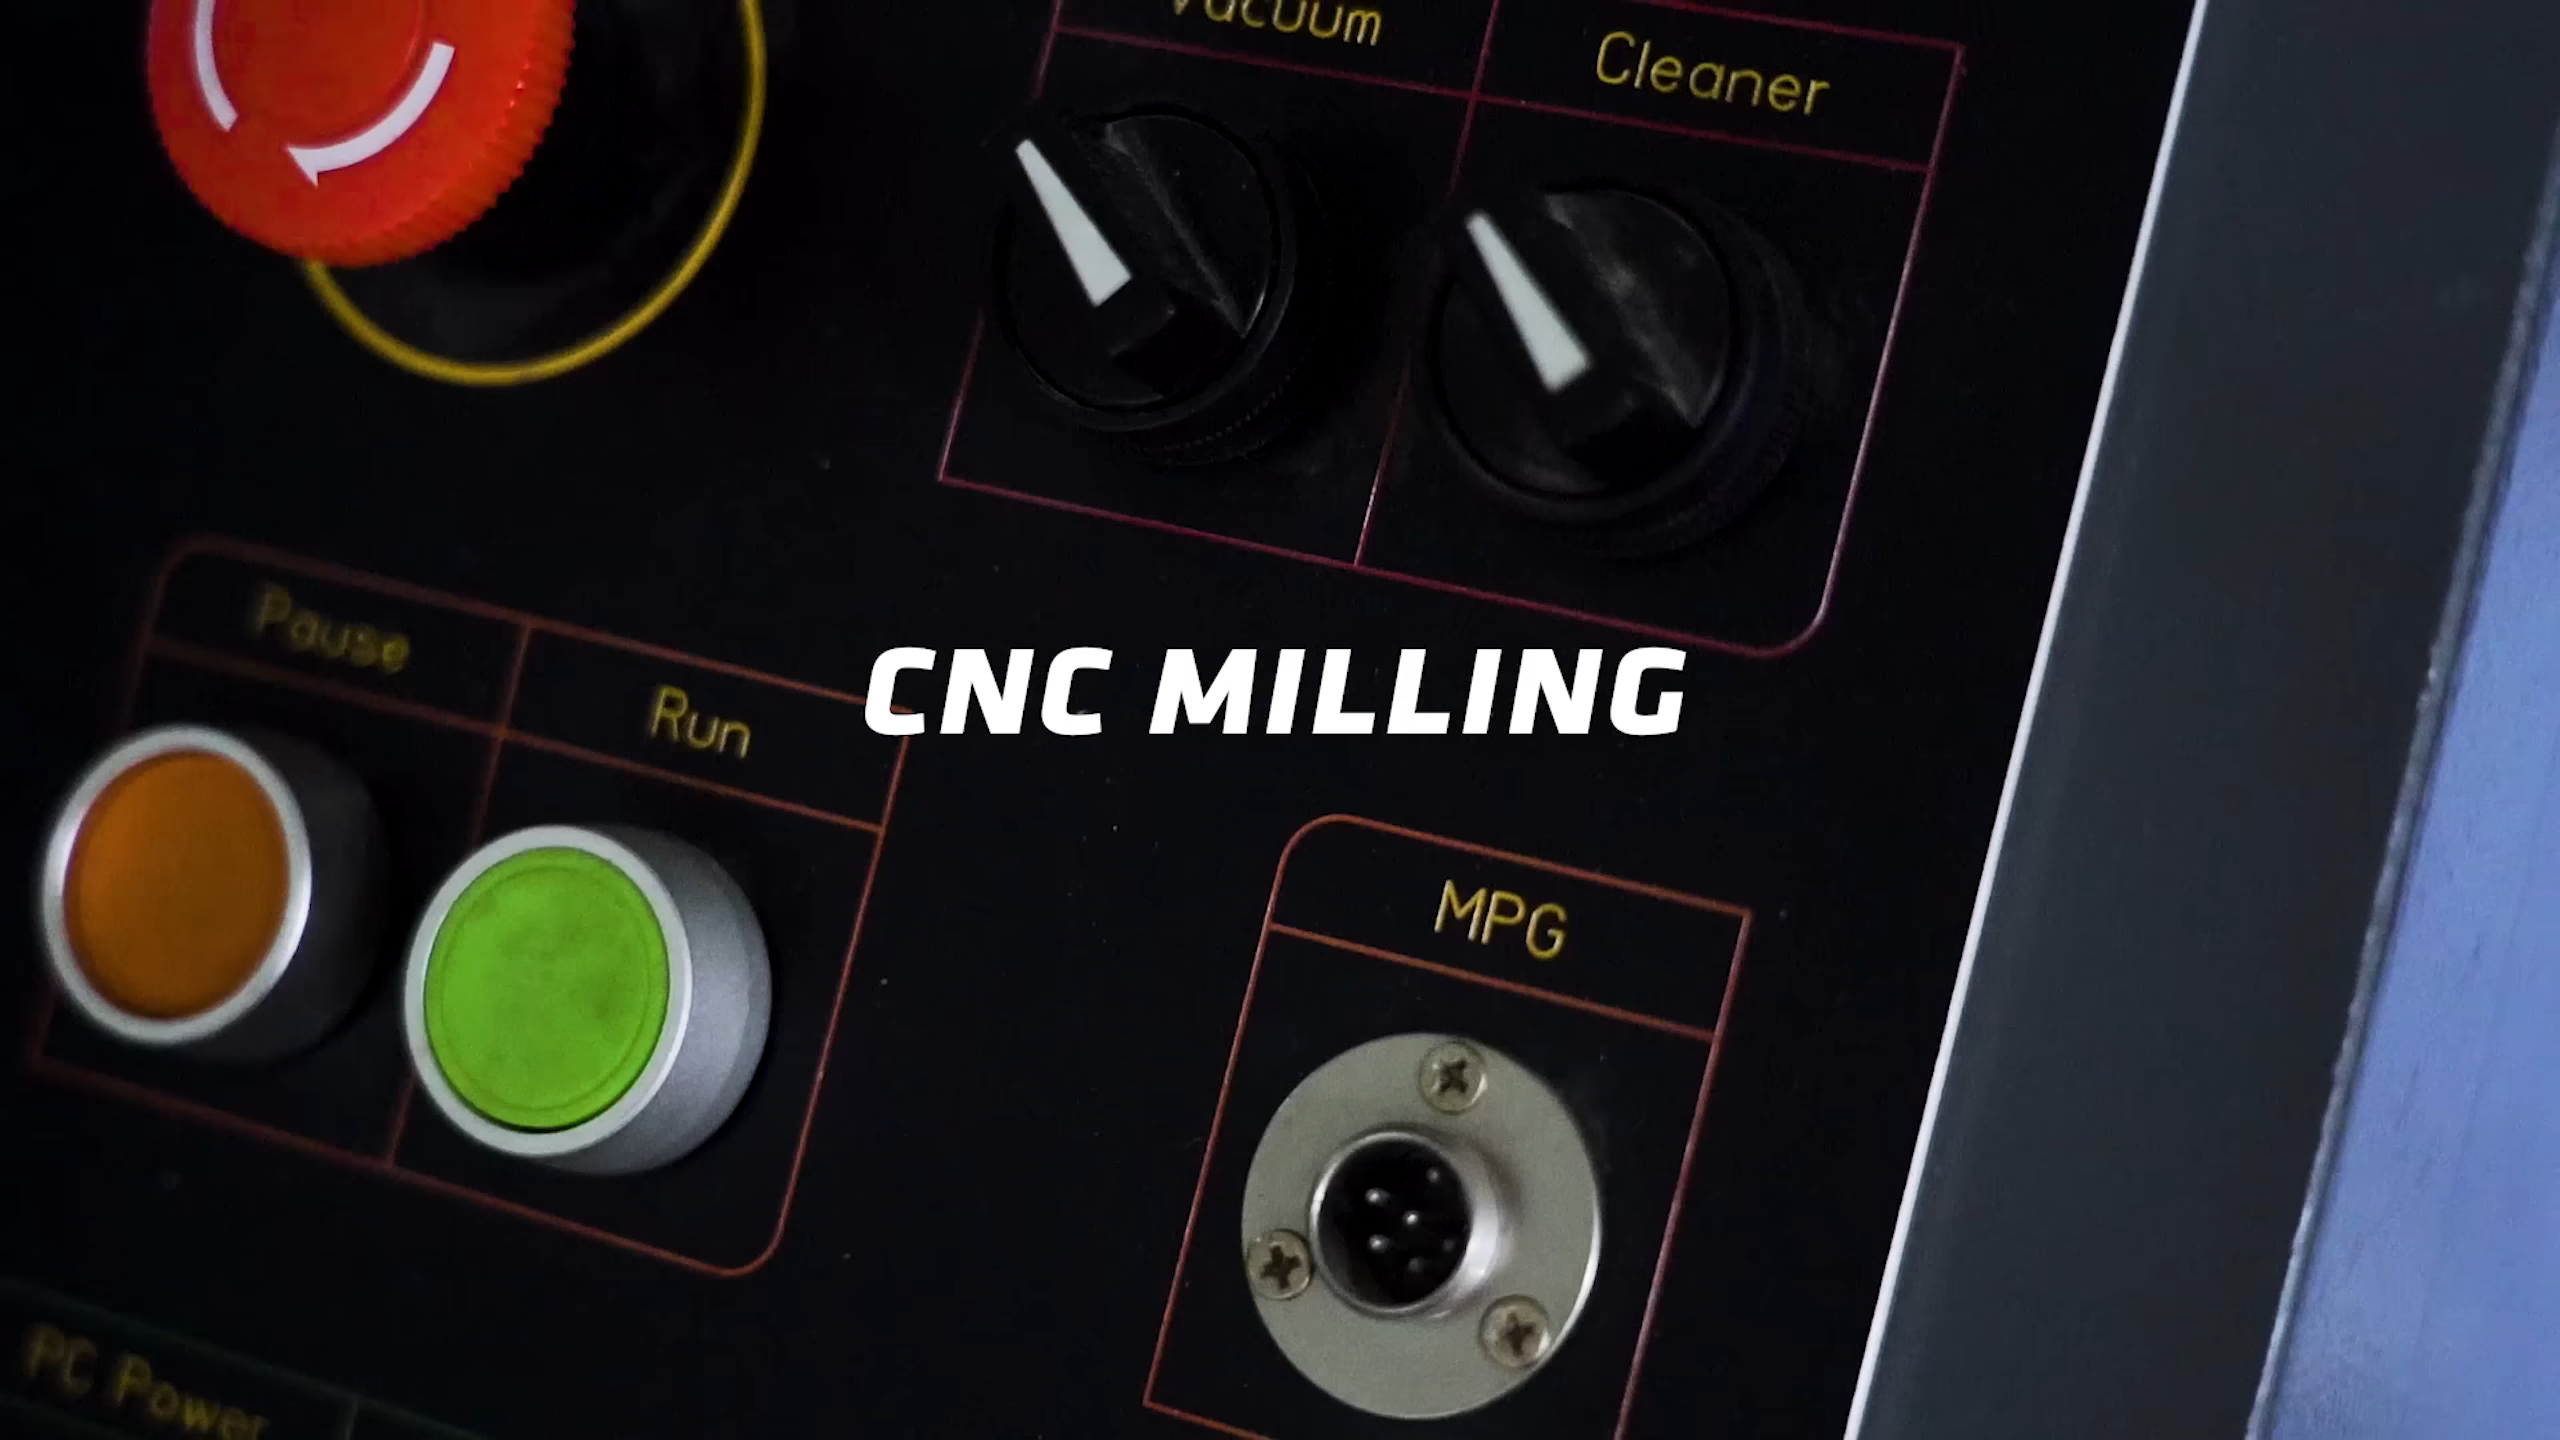 Vacuum
Cleaner
Pause
Run
CNC MILLING
MPG
PC Power